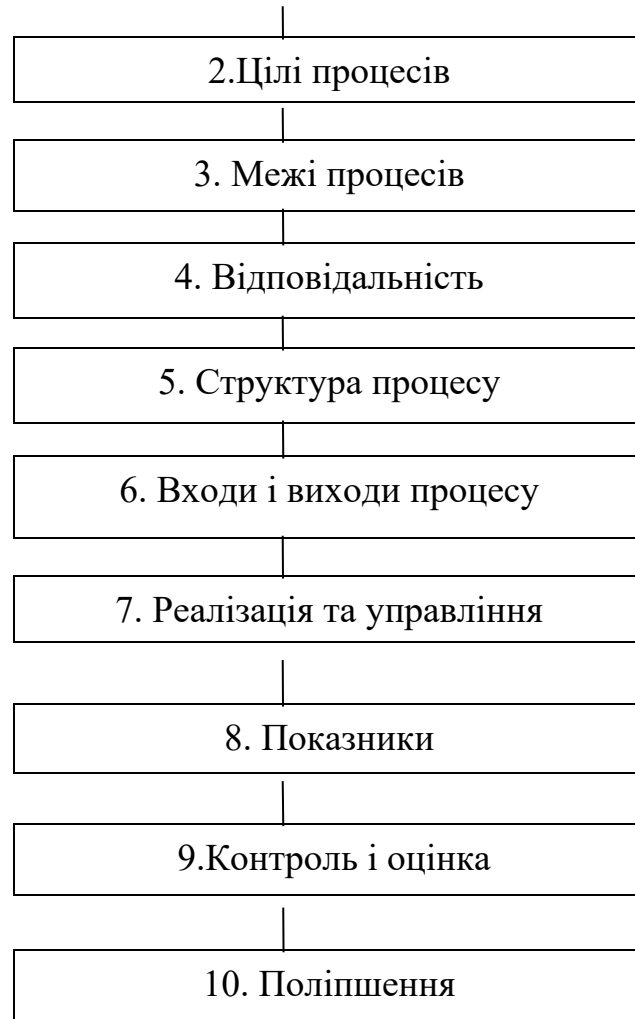 2.Цілі процесів
3. Межі процесів
4. Відповідальність
5. Структура процесу
6. Входи і виходи процесу
7. Реалізація та управління
8. Показники
9.Контроль і оцінка
10. Поліпшення